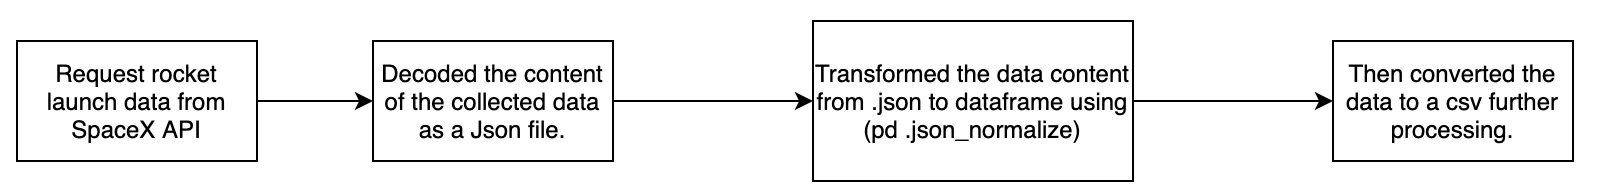 Request rocket
launch data from
SpaceX API
Decoded the content
of the collected data
as a Json file.
Transformed the data content
from .json to dataframe using
(pd .json_normalize)
Then converted the
data to a csv further
processing.